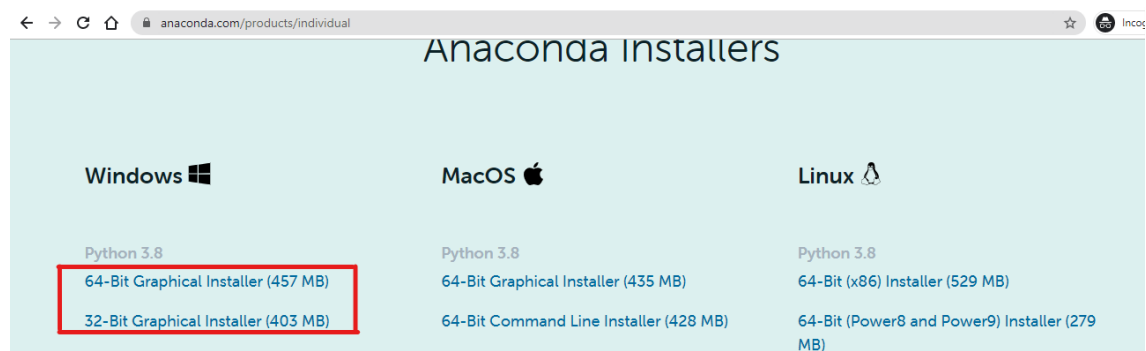 anaconda.com/products/individual
Incog
Anaconda Installers
Windows
MacOS
Linux
Python 3.8
Python 3.8
Python 3.8
64-Bit Graphical Installer (457 MB)
64-Bit Graphical Installer (435 MB)
64-Bit (x86) Installer (529 MB)
32-Bit Graphical Installer (403 MB)
64-Bit Command Line Installer (428 MB)
64-Bit (Power8 and Power9) Installer (279
MB)